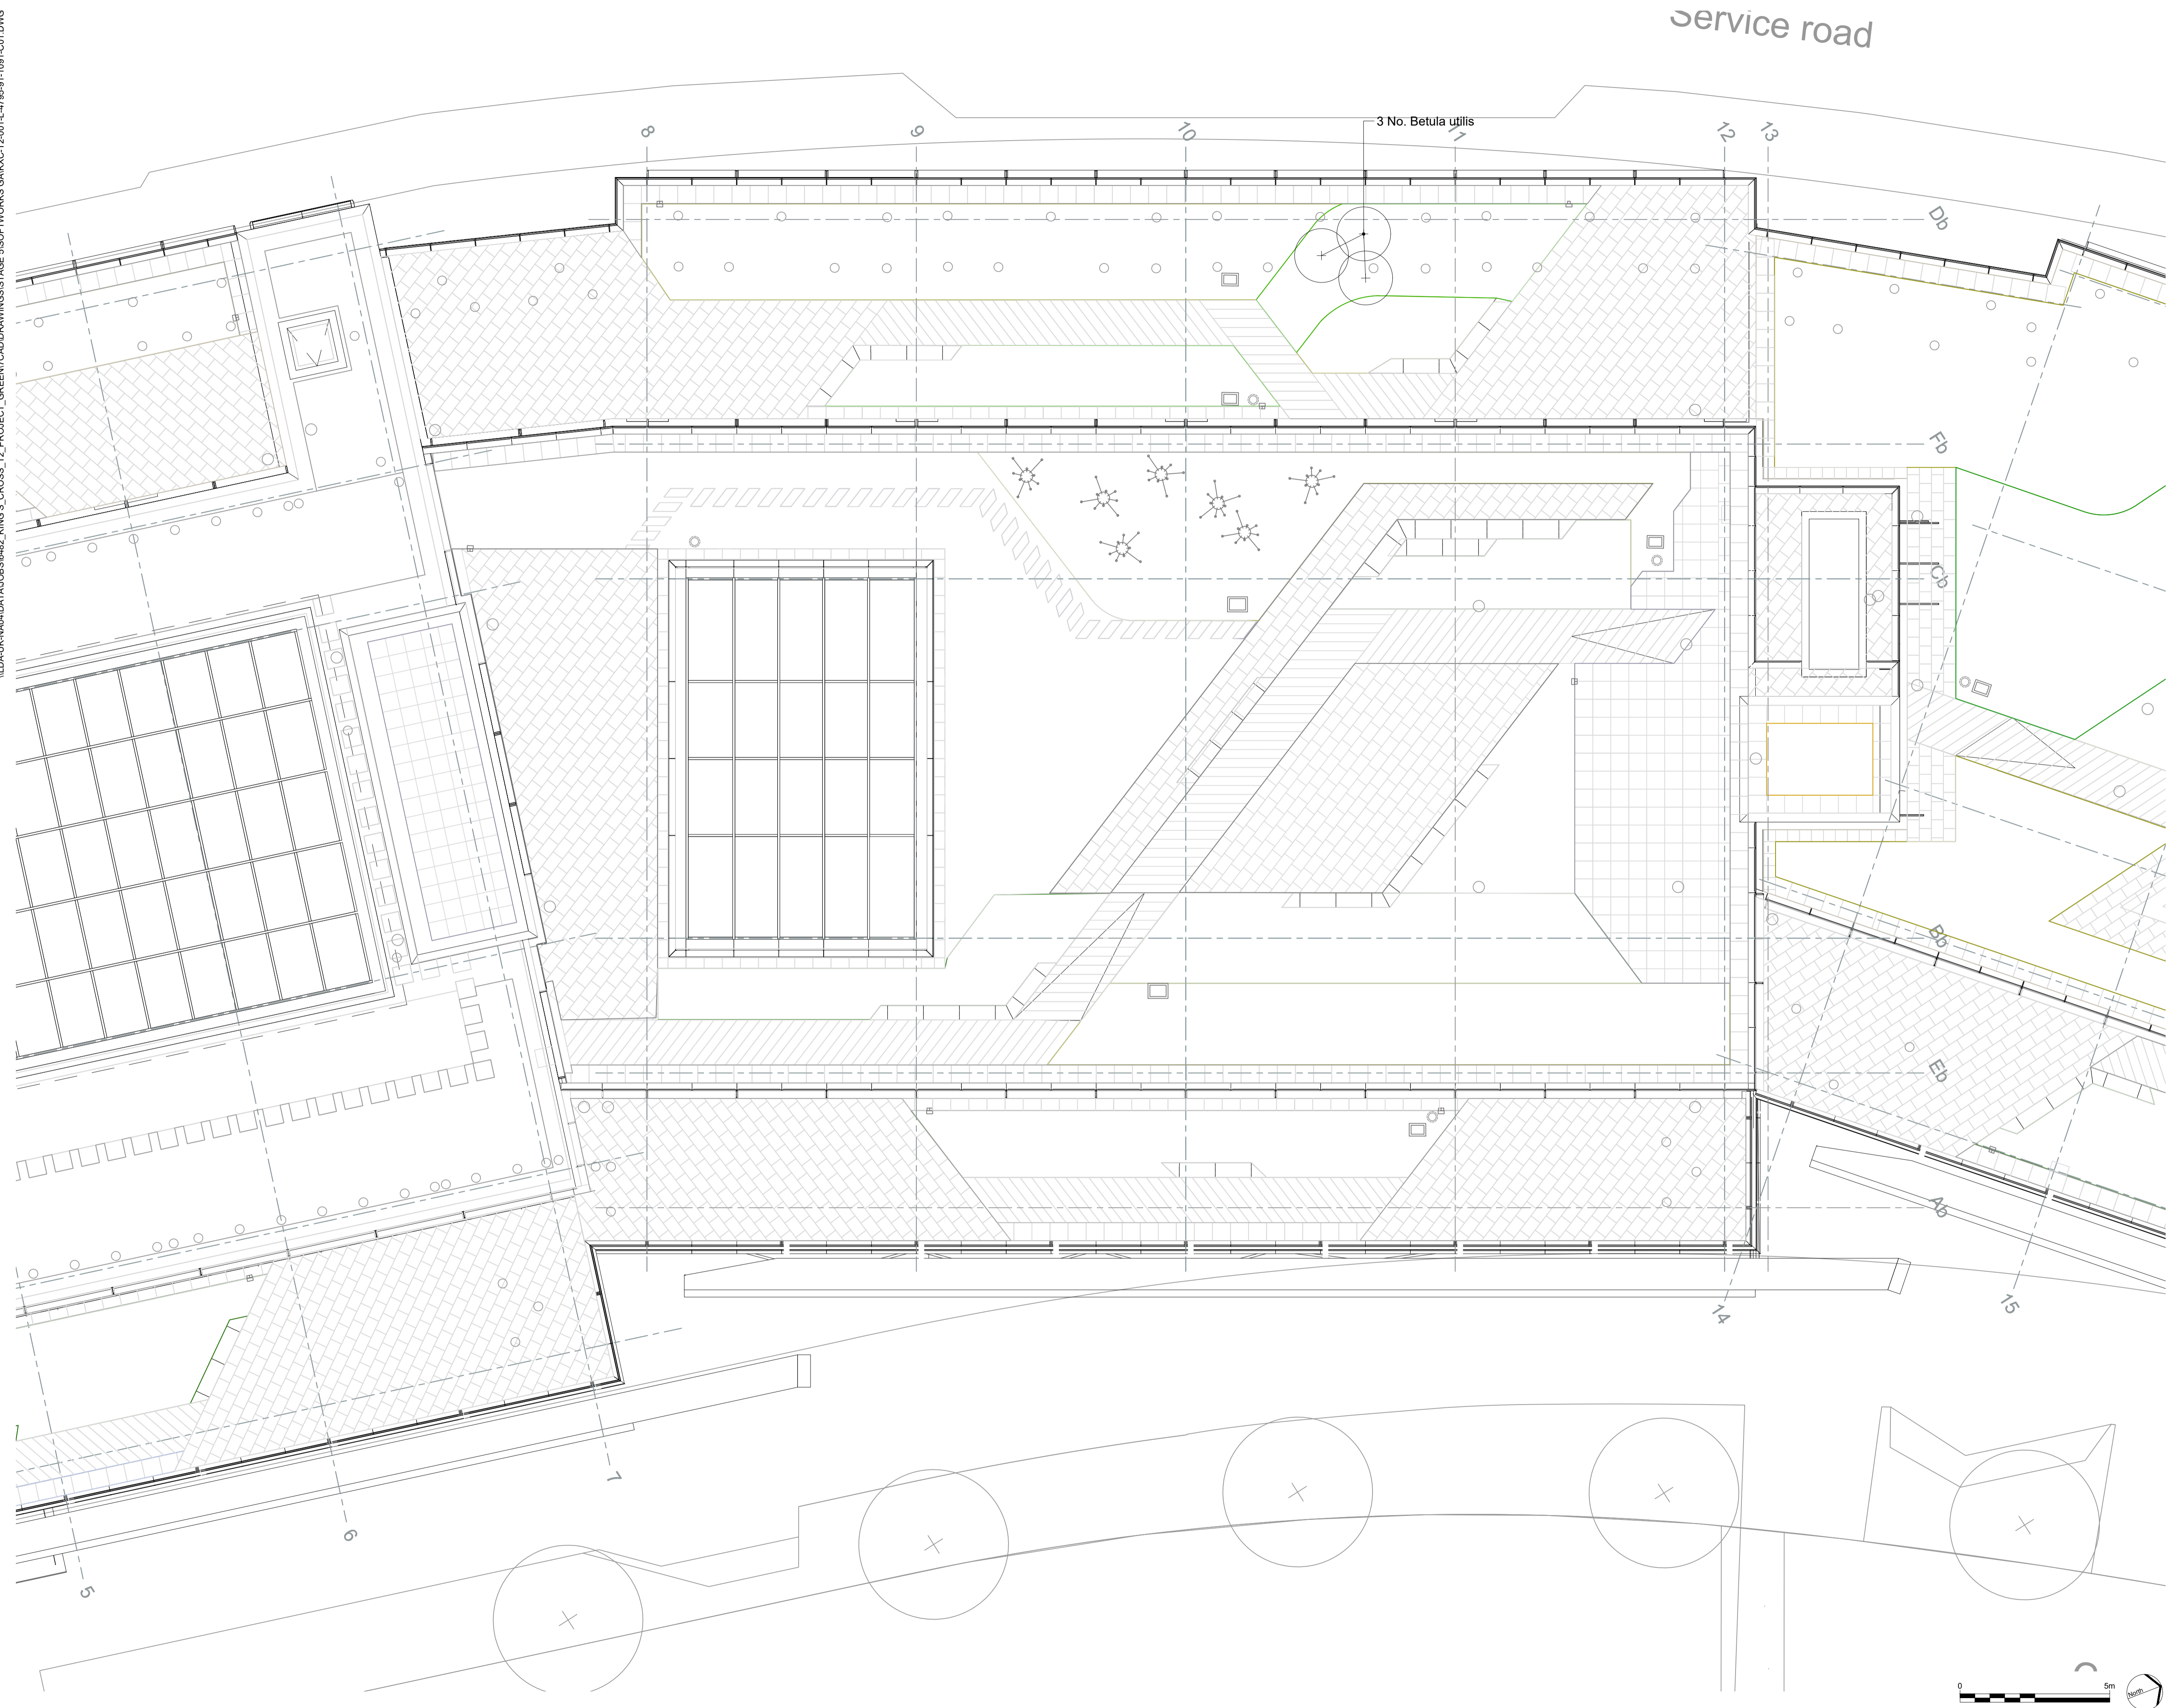 Service road
3 No. Betula utilis
8
9
10
11
12
13
Db
Fb
Cb
Bb
Eb
Ab
14
15
7
6
5
0
5m
North